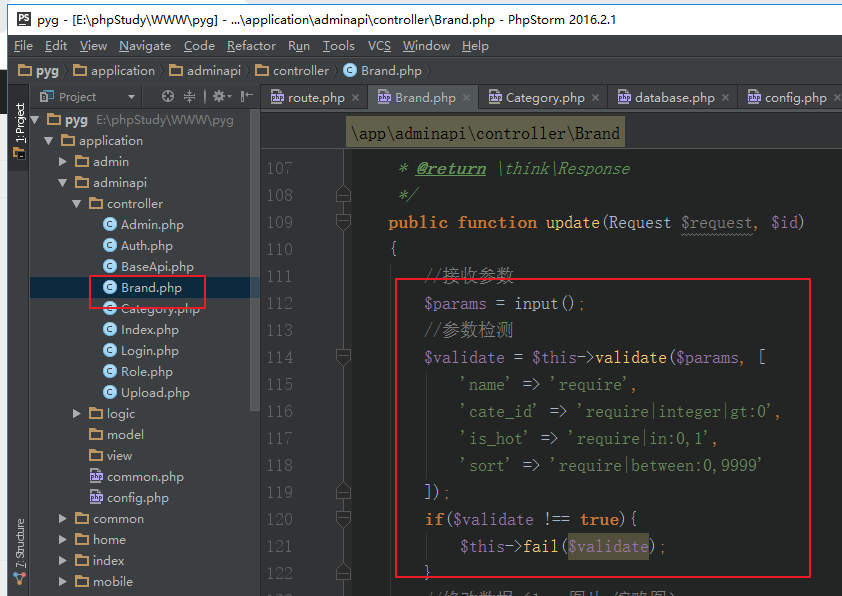 pyg - [E:\phpStudy\WWW\pyg] - ...\application\adminapi\controller\Brand.php - PhpStorm 2016.2.1
File Edit View Navigate Code Refactor Run Tools VCS Window Help
pyg application adminapi controller Brand.php
Project
route.php Brand.php Category.php database.php config.php
1: Project
7: Structure
pyg E:\phpStudy\WWW\pyg
application
admin
adminapi
controller
Admin.php
Auth.php
BaseApi.php
Brand.php
Category.php
Index.php
Login.php
Role.php
Upload.php
logic
model
view
common.php
config.php
common
home
index
mobile
\app\adminapi\controller\Brand
107 * @return \think\Response
108 */
109 public function update(Request $request, $id)
110 {
111 //接收参数
112 $params = input();
113 //参数检测
114 $validate = $this->validate($params, [
115 'name' => 'require',
116 'cate_id' => 'require|integer|gt:0',
117 'is_hot' => 'require|in:0,1',
118 'sort' => 'require|between:0,9999'
119 ]);
120 if($validate !== true){
121 $this->fail($validate);
122 }